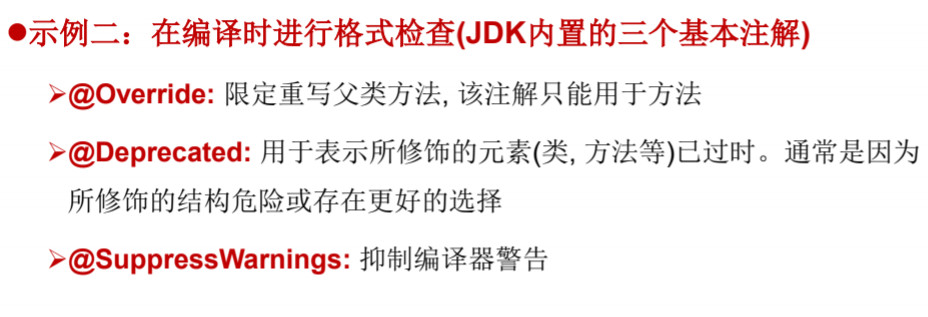 ●示例二：在编译时进行格式检查(JDK内置的三个基本注解)
➢@Override: 限定重写父类方法, 该注解只能用于方法
➢@Deprecated: 用于表示所修饰的元素(类, 方法等)已过时。通常是因为
所修饰的结构危险或存在更好的选择
➢@SuppressWarnings: 抑制编译器警告